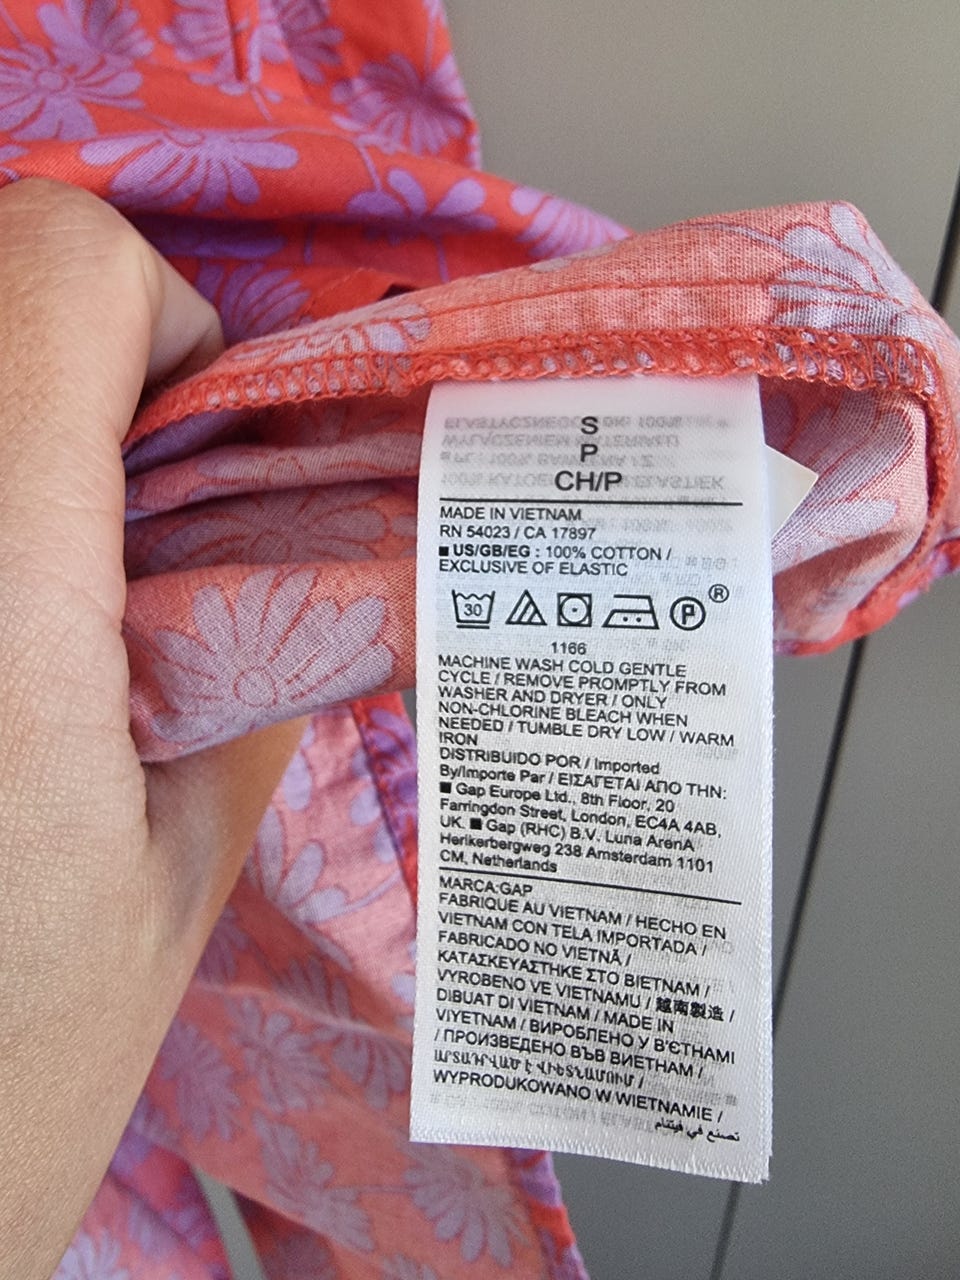 S
P
CH/P
MADE IN VIETNAM
RN 54023 / CA 17897
■ US/GB/EG : 100% COTTON /
EXCLUSIVE OF ELASTIC
30
P
®
1166
MACHINE WASH COLD GENTLE
CYCLE / REMOVE PROMPTLY FROM
WASHER AND DRYER / ONLY
NON-CHLORINE BLEACH WHEN
NEEDED / TUMBLE DRY LOW / WARM
IRON
DISTRIBUIDO POR / Imported
By/Importe Par / ΕΙΣΑΓΕΤΑΙ ΑΠΟ ΤΗΝ:
■ Gap Europe Ltd., 8th Floor, 20
Farringdon Street, London, EC4A 4AB,
UK. ■ Gap (RHC) B.V. Luna ArenA
Herikerbergweg 238 Amsterdam 1101
CM, Netherlands
MARCA:GAP
FABRIQUE AU VIETNAM / HECHO EN
VIETNAM CON TELA IMPORTADA /
FABRICADO NO VIETNÃ /
ΚΑΤΑΣΚΕΥΑΣΤΗΚΕ ΣΤΟ ΒΙΕΤΝΑΜ /
VYROBENO VE VIETNAMU / 越南製造 /
DIBUAT DI VIETNAM / MADE IN
VIYETNAM / ВИРОБЛЕНО У В'ЄТНАМІ
/ ПРОИЗВЕДЕНО ВЪВ ВИЕТНАМ /
ԱՐՏԱԴՐՎԱԾ Է ՎԻԵՏՆԱՄՈՒՄ /
WYPRODUKOWANO W WIETNAMIE /
تصنع في فيتنام